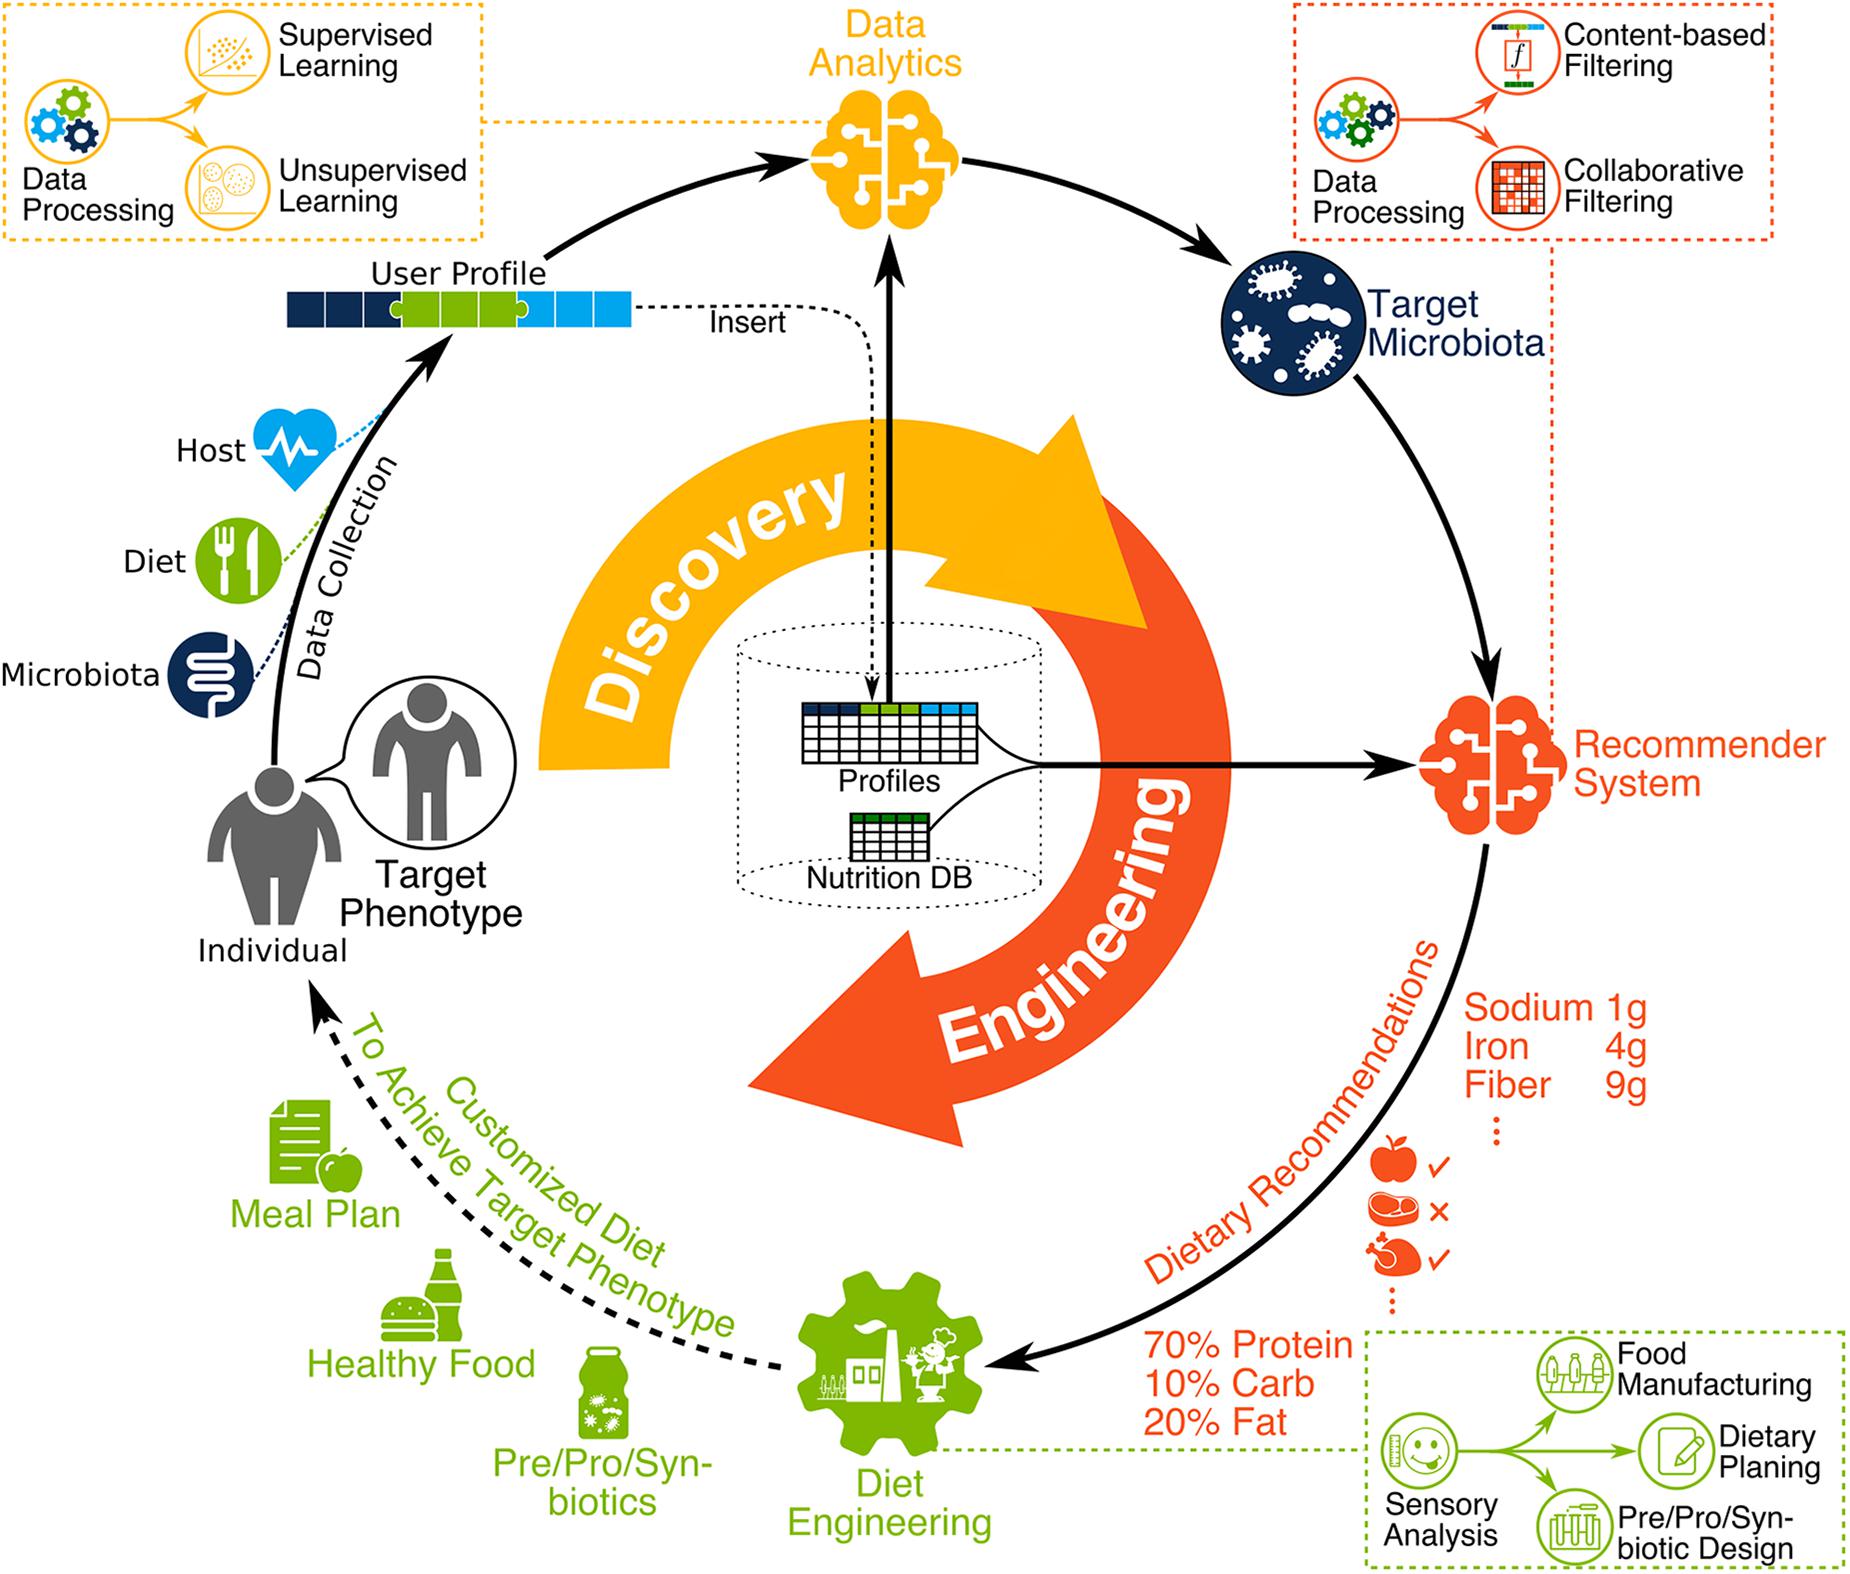 Supervised
Learning
Data
Processing
Unsupervised
Learning
Data
Analytics
Content-based
Filtering
Data
Processing
Collaborative
Filtering
User Profile
Insert
Target
Microbiota
Host
Diet
Microbiota
Data Collection
Discovery
Engineering
Profiles
Nutrition DB
Recommender
System
Target
Phenotype
Individual
Dietary Recommendations
Sodium 1g
Iron 4g
Fiber 9g
70% Protein
10% Carb
20% Fat
Customized Diet
To Achieve Target Phenotype
Meal Plan
Healthy Food
Pre/Pro/Syn-
biotics
Diet
Engineering
Sensory
Analysis
Food
Manufacturing
Dietary
Planing
Pre/Pro/Syn-
biotic Design
f